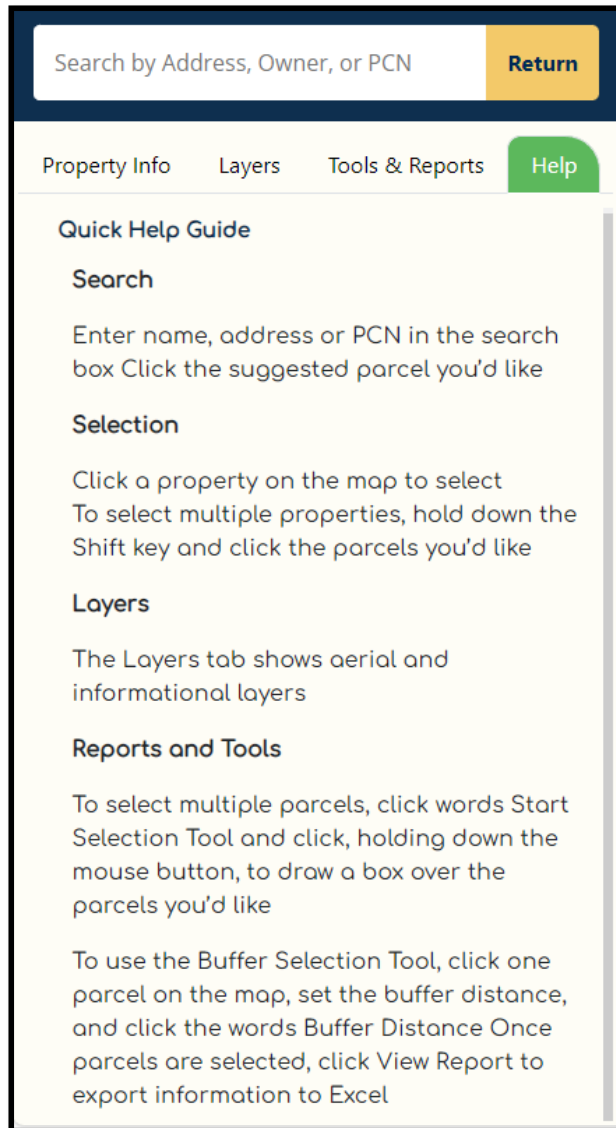 Search by Address, Owner, or PCN
Return
Property Info
Layers
Tools & Reports
Help
Quick Help Guide
Search
Enter name, address or PCN in the search
box Click the suggested parcel you’d like
Selection
Click a property on the map to select
To select multiple properties, hold down the
Shift key and click the parcels you’d like
Layers
The Layers tab shows aerial and
informational layers
Reports and Tools
To select multiple parcels, click words Start
Selection Tool and click, holding down the
mouse button, to draw a box over the
parcels you’d like
To use the Buffer Selection Tool, click one
parcel on the map, set the buffer distance,
and click the words Buffer Distance Once
parcels are selected, click View Report to
export information to Excel